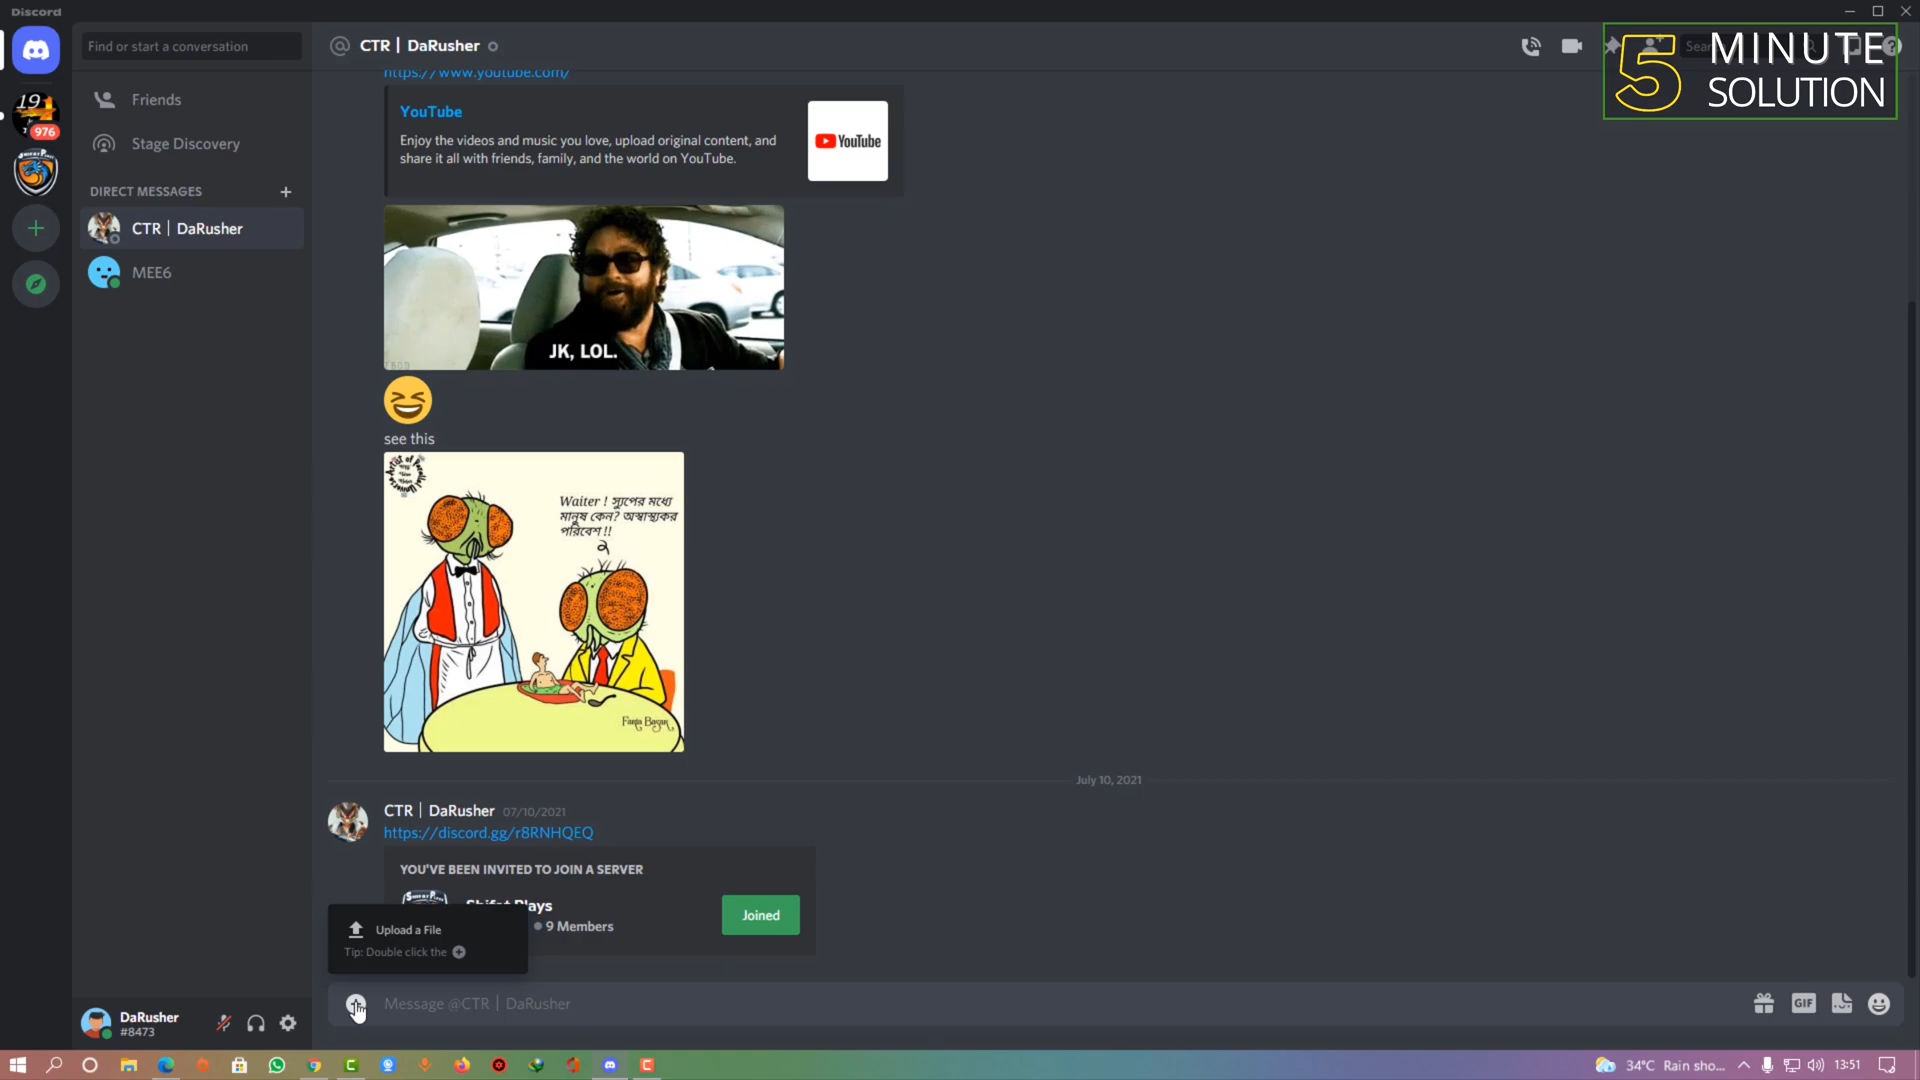 Discord
Find or start a conversation
CTR | DaRusher
5 MINUTE
SOLUTION
19
976
Friends
Stage Discovery
DIRECT MESSAGES
CTR | DaRusher
MEE6
https://www.youtube.com/
YouTube
Enjoy the videos and music you love, upload original content, and
share it all with friends, family, and the world on YouTube.
YouTube
JK, LOL.
see this
Waiter ! স্যুপের মধ্যে
মানুষ কেন? অস্বাস্থ্যকর
পরিবেশ !!
July 10, 2021
CTR | DaRusher 07/10/2021
https://discord.gg/r8RNHQEQ
YOU'VE BEEN INVITED TO JOIN A SERVER
Shifat Plays
9 Members
Joined
Upload a File
Tip: Double click the
Message @CTR | DaRusher
GIF
DaRusher
#8473
34°C Rain sho...
13:51